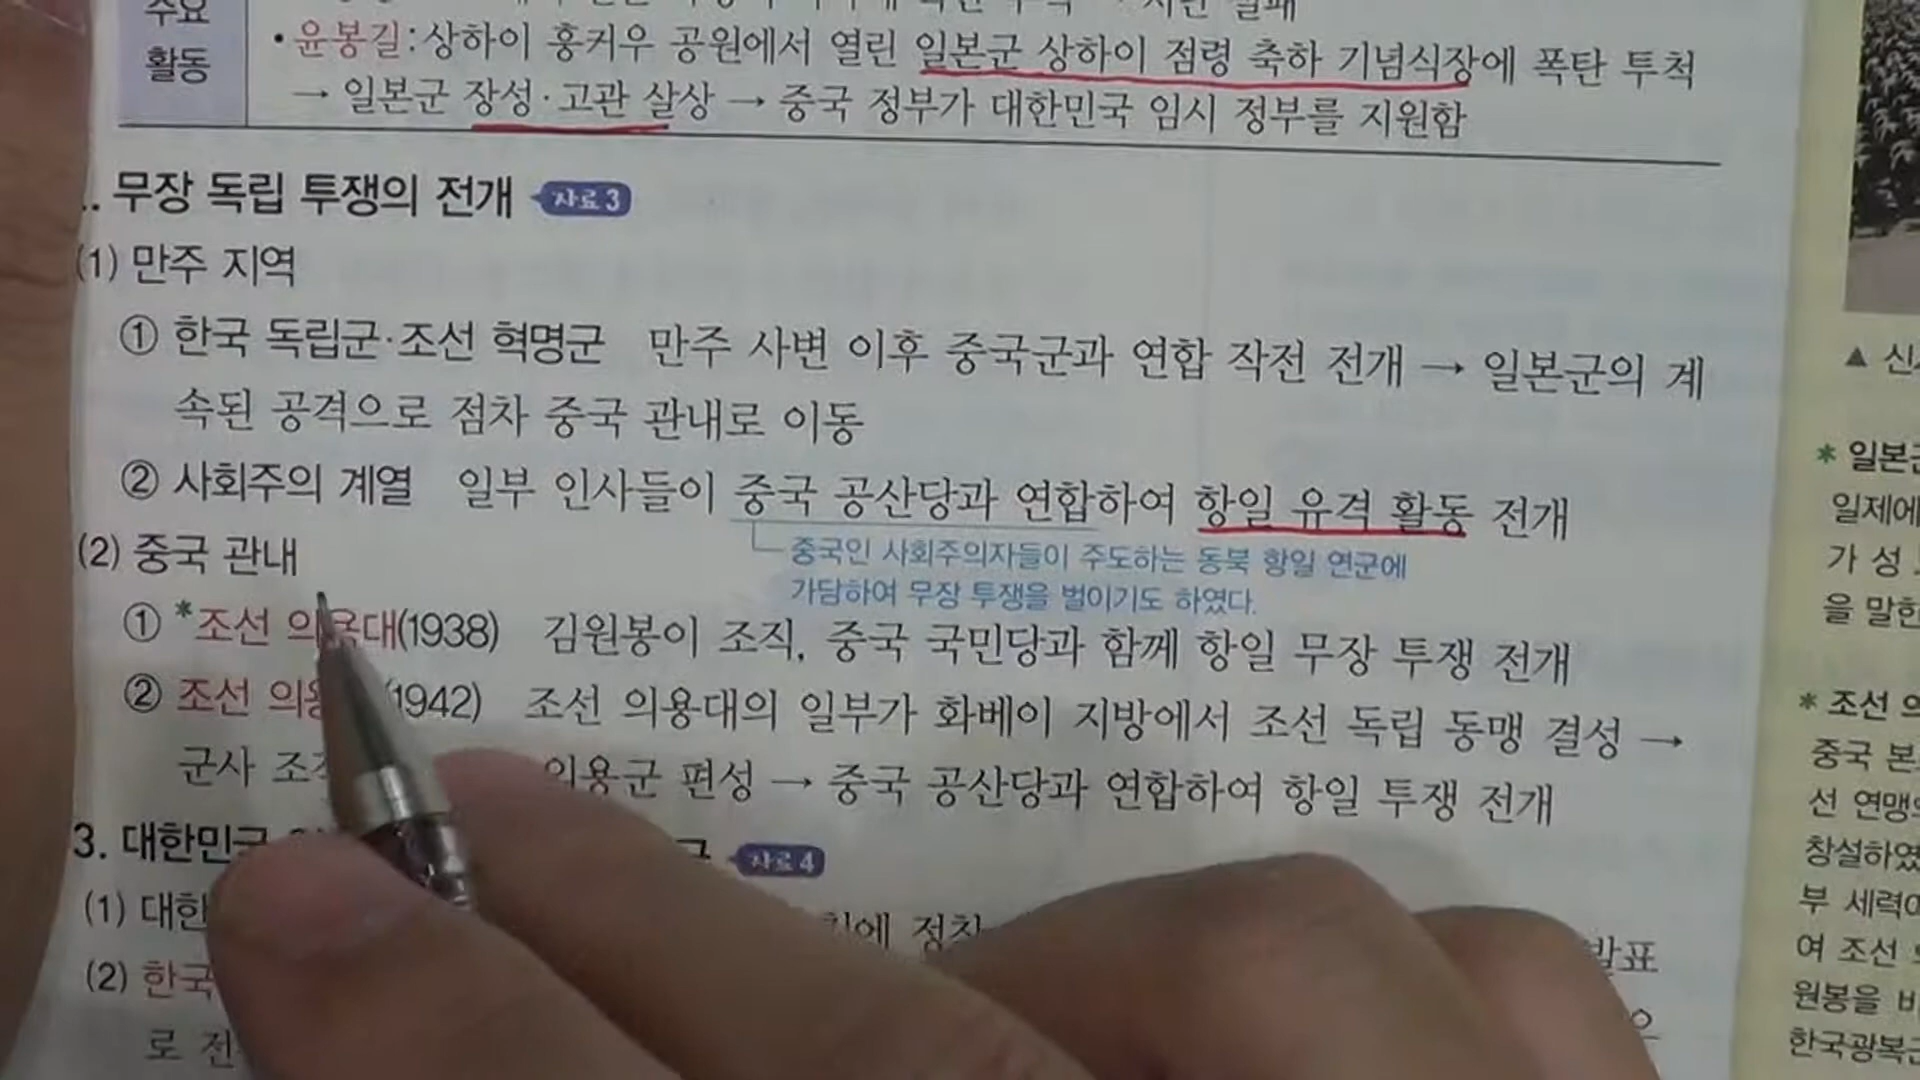 주요
활동
• 윤봉길: 상하이 훙커우 공원에서 열린 일본군 상하이 점령 축하 기념식장에 폭탄 투척
→ 일본군 장성·고관 살상 → 중국 정부가 대한민국 임시 정부를 지원함
. 무장 독립 투쟁의 전개 자료 3
(1) 만주 지역
① 한국 독립군·조선 혁명군 만주 사변 이후 중국군과 연합 작전 전개 → 일본군의 계
속된 공격으로 점차 중국 관내로 이동
② 사회주의 계열 일부 인사들이 중국 공산당과 연합하여 항일 유격 활동 전개
중국인 사회주의자들이 주도하는 동북 항일 연군에
가담하여 무장 투쟁을 벌이기도 하였다.
(2) 중국 관내
① *조선 의용대(1938) 김원봉이 조직, 중국 국민당과 함께 항일 무장 투쟁 전개
② 조선 의용 (1942) 조선 의용대의 일부가 화베이 지방에서 조선 독립 동맹 결성 →
군사 조직 의용군 편성 → 중국 공산당과 연합하여 항일 투쟁 전개
3. 대한민국 자료 4
(1) 대한 정착 발표
(2) 한국
로
▲ 신
* 일본군
일제에
가 성
을 말한
* 조선 의
중국 본
선 연맹
창설하였
부 세력
여 조선
원봉을 비
한국광복군